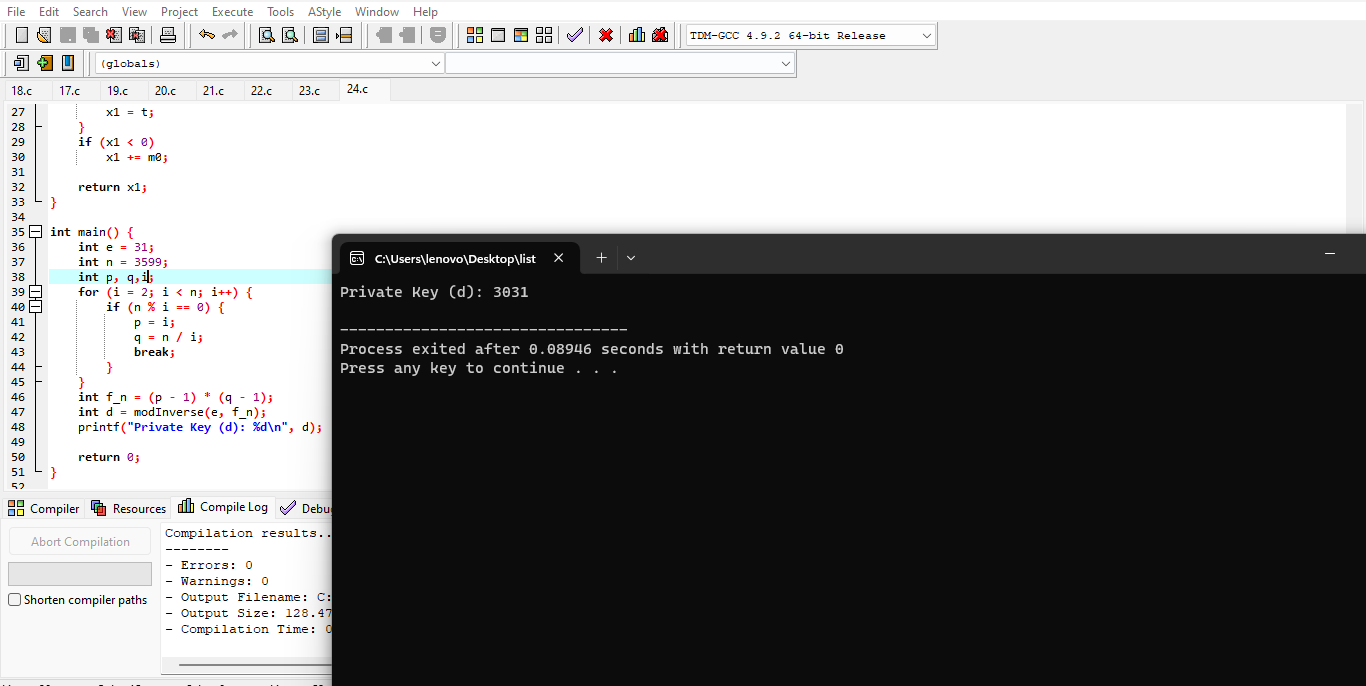 File Edit Search View Project Execute Tools AStyle Window Help
TDM-GCC 4.9.2 64-bit Release
(globals)
18.c 17.c 19.c 20.c 21.c 22.c 23.c 24.c
27 x1 = t;
28 }
29 if (x1 < 0)
30 x1 += m0;
31
32 return x1;
33 }
34
35 int main() {
36 int e = 31;
37 int n = 3599;
38 int p, q,i;
39 for (i = 2; i < n; i++) {
40 if (n % i == 0) {
41 p = i;
42 q = n / i;
43 break;
44 }
45 }
46 int f_n = (p - 1) * (q - 1);
47 int d = modInverse(e, f_n);
48 printf("Private Key (d): %d\n", d);
49
50 return 0;
51 }
52
C:\Users\lenovo\Desktop\list
Private Key (d): 3031
--------------------------------
Process exited after 0.08946 seconds with return value 0
Press any key to continue . . .
Compiler Resources Compile Log Debu
Abort Compilation
Shorten compiler paths
Compilation results..
--------
- Errors: 0
- Warnings: 0
- Output Filename: C:
- Output Size: 128.47
- Compilation Time: 0